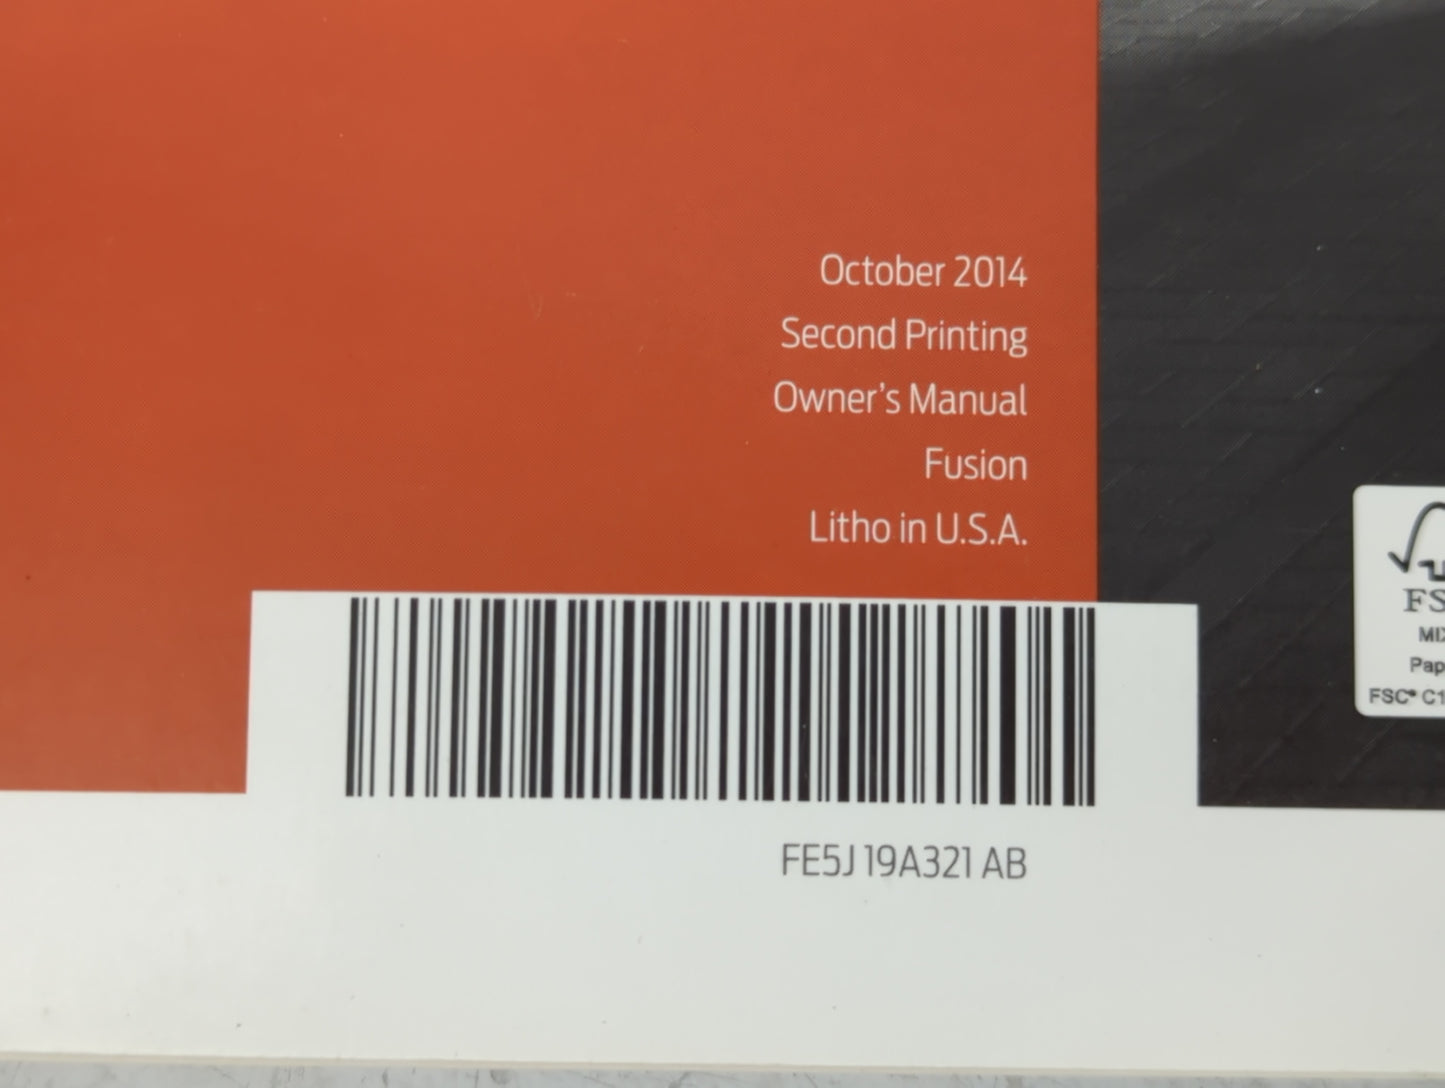 October 2014
Second Printing
Owner's Manual
Fusion
Litho in U.S.A.
FE5J 19A321 AB